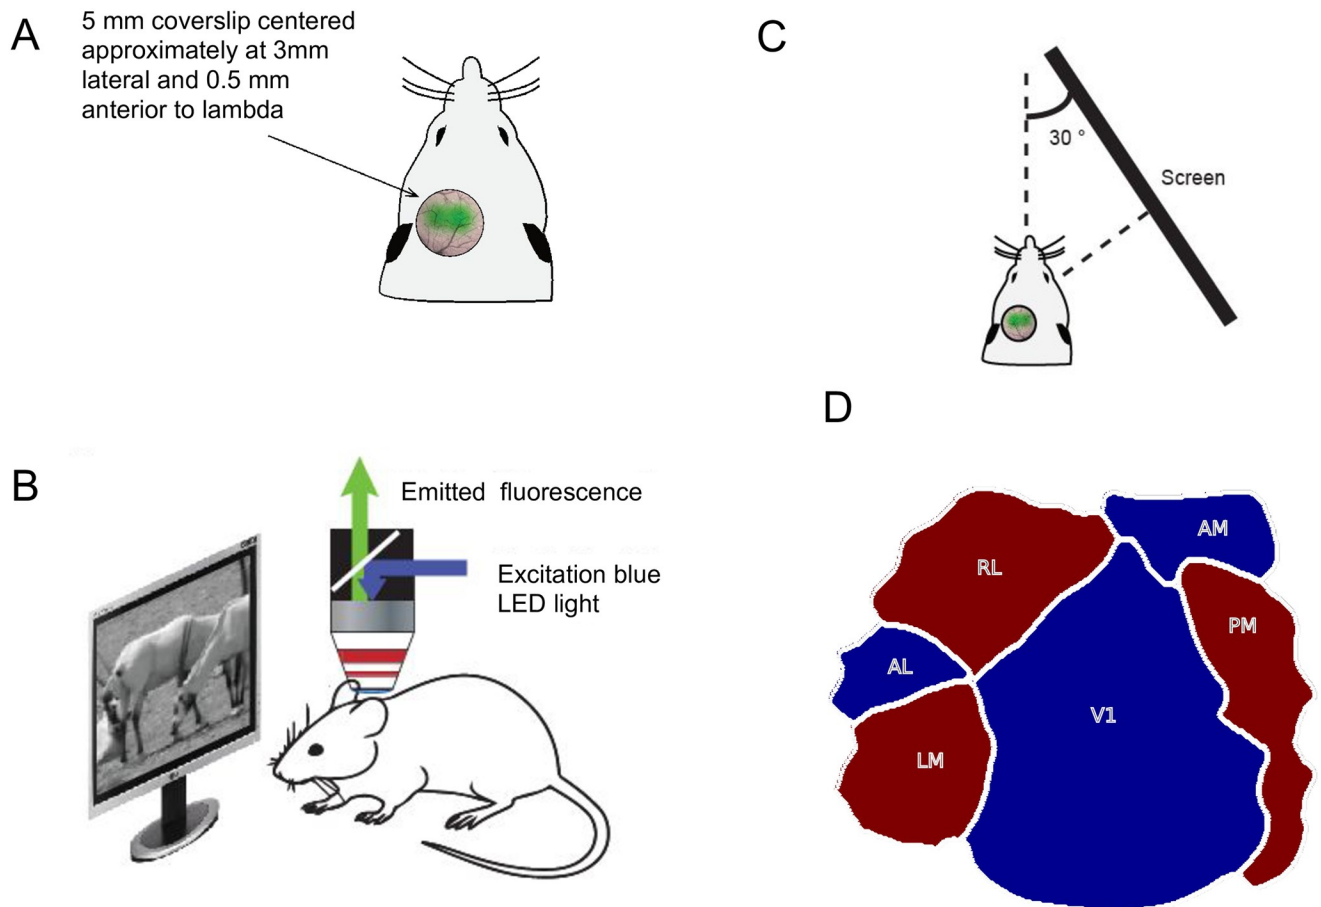 A
5 mm coverslip centered
approximately at 3mm
lateral and 0.5 mm
anterior to lambda
B
Emitted fluorescence
Excitation blue
LED light
C
30 °
Screen
D
RL
AM
AL
PM
V1
LM